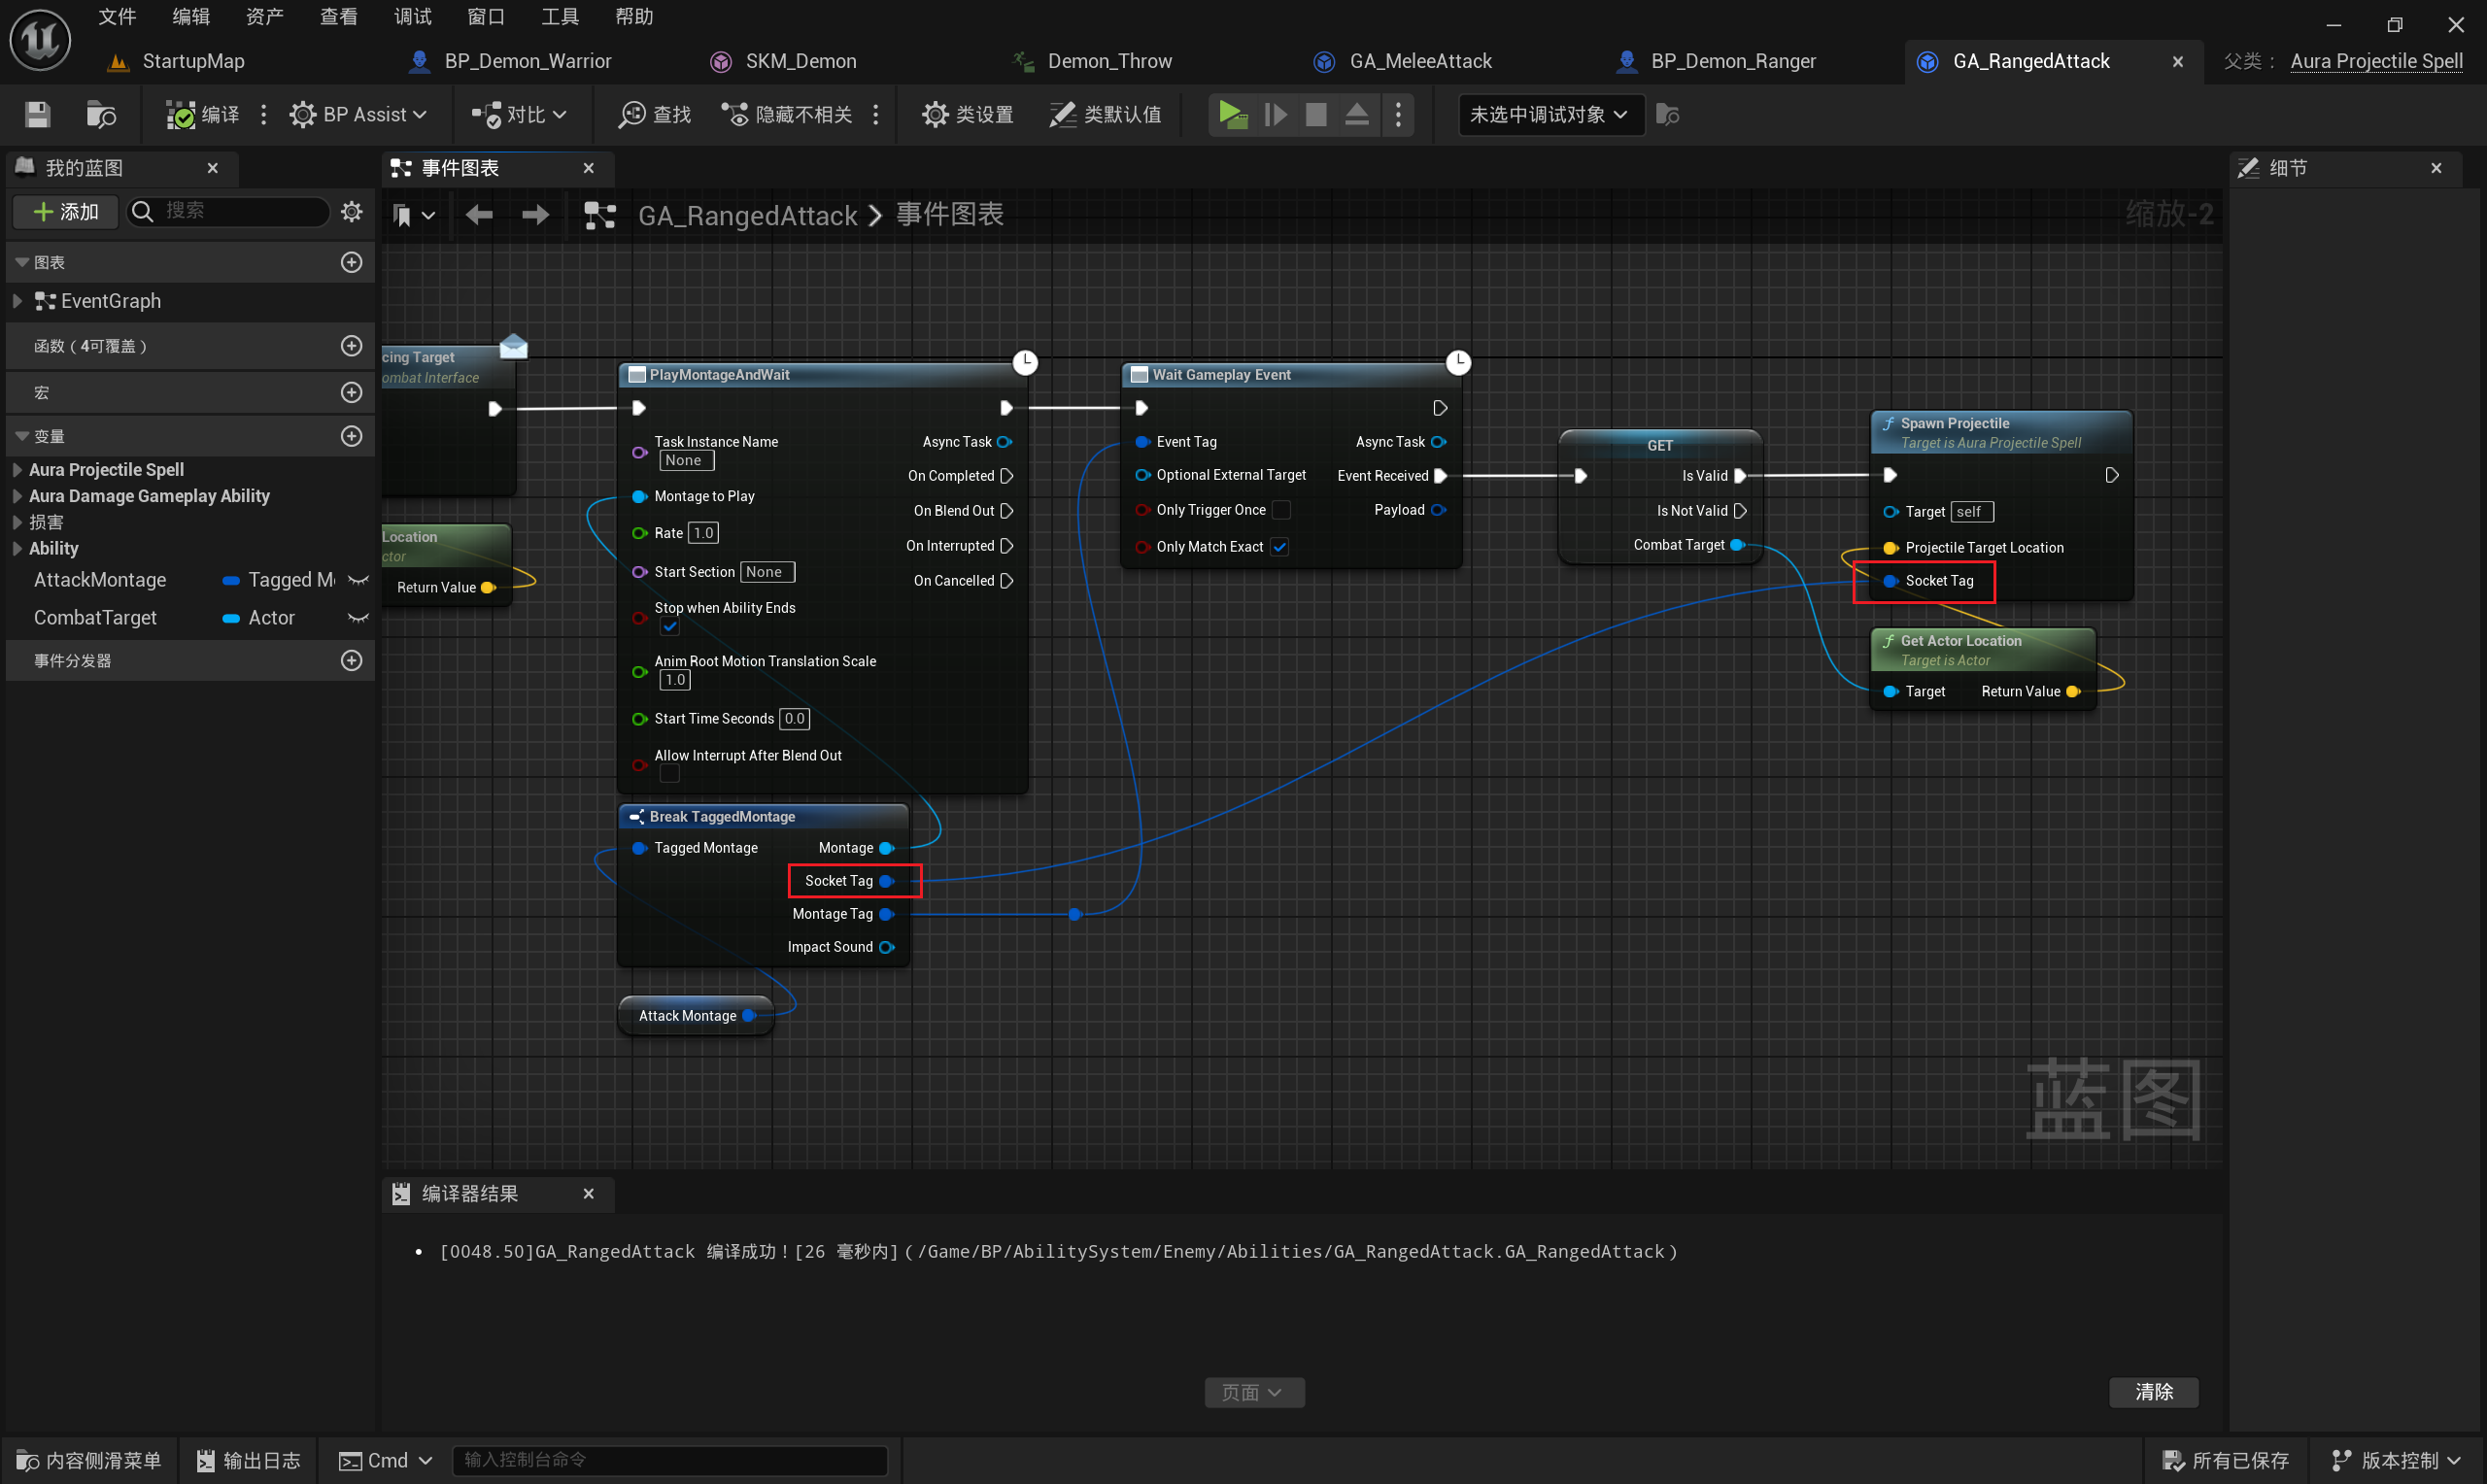 文件 编辑 资产 查看 调试 窗口 工具 帮助
StartupMap BP_Demon_Warrior SKM_Demon Demon_Throw GA_MeleeAttack BP_Demon_Ranger GA_RangedAttack 父类： Aura Projectile Spell
编译 BP Assist 对比 查找 隐藏不相关 类设置 类默认值 未选中调试对象
我的蓝图
添加 搜索
图表
EventGraph
函数（4可覆盖）
宏
变量
Aura Projectile Spell
Aura Damage Gameplay Ability
损害
Ability
AttackMontage Tagged M
CombatTarget Actor
事件分发器
事件图表
GA_RangedAttack 事件图表 缩放-2
cing Target
ombat Interface
Location
ctor
Return Value
PlayMontageAndWait
Task Instance Name
None
Async Task
On Completed
Montage to Play
On Blend Out
Rate 1.0
On Interrupted
Start Section None
On Cancelled
Stop when Ability Ends
Anim Root Motion Translation Scale
1.0
Start Time Seconds 0.0
Allow Interrupt After Blend Out
Break TaggedMontage
Tagged Montage Montage
Socket Tag
Montage Tag
Impact Sound
Attack Montage
Wait Gameplay Event
Event Tag Async Task
Optional External Target Event Received
Only Trigger Once Payload
Only Match Exact
GET
Is Valid
Is Not Valid
Combat Target
Spawn Projectile
Target is Aura Projectile Spell
Target self
Projectile Target Location
Socket Tag
Get Actor Location
Target is Actor
Target Return Value
蓝图
细节
编译器结果
[0048.50]GA_RangedAttack 编译成功！[26 毫秒内]（/Game/BP/AbilitySystem/Enemy/Abilities/GA_RangedAttack.GA_RangedAttack）
页面 清除
内容侧滑菜单 输出日志 Cmd 输入控制台命令 所有已保存 版本控制